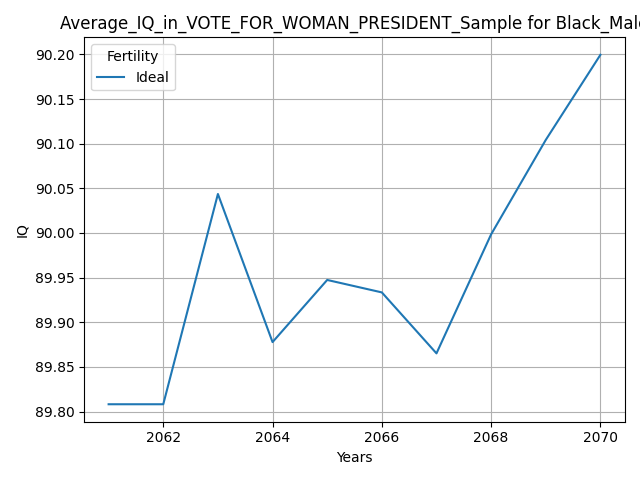 Average_IQ_in_VOTE_FOR_WOMAN_PRESIDENT_Sample for Black_Male
Fertility
Ideal
90.20
90.15
90.10
90.05
90.00
89.95
89.90
89.85
89.80
IQ
2062 2064 2066 2068 2070
Years